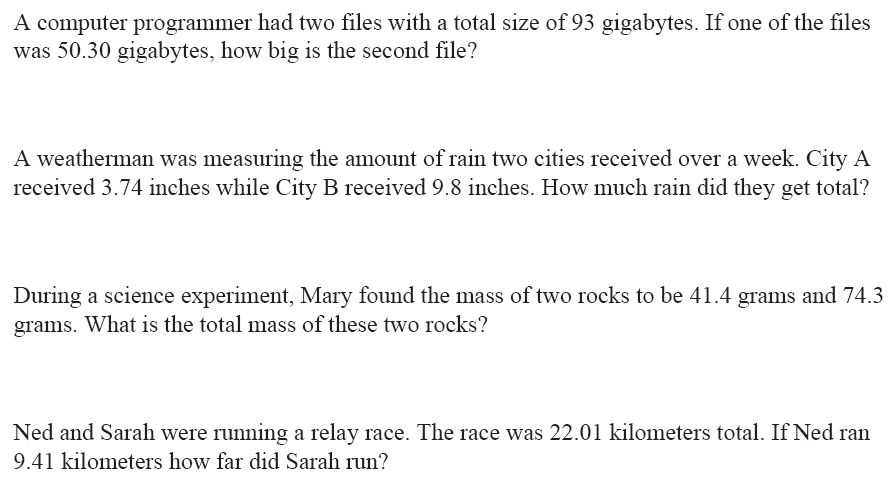 A computer programmer had two files with a total size of 93 gigabytes. If one of the files
was 50.30 gigabytes, how big is the second file?
A weatherman was measuring the amount of rain two cities received over a week. City A
received 3.74 inches while City B received 9.8 inches. How much rain did they get total?
During a science experiment, Mary found the mass of two rocks to be 41.4 grams and 74.3
grams. What is the total mass of these two rocks?
Ned and Sarah were running a relay race. The race was 22.01 kilometers total. If Ned ran
9.41 kilometers how far did Sarah run?